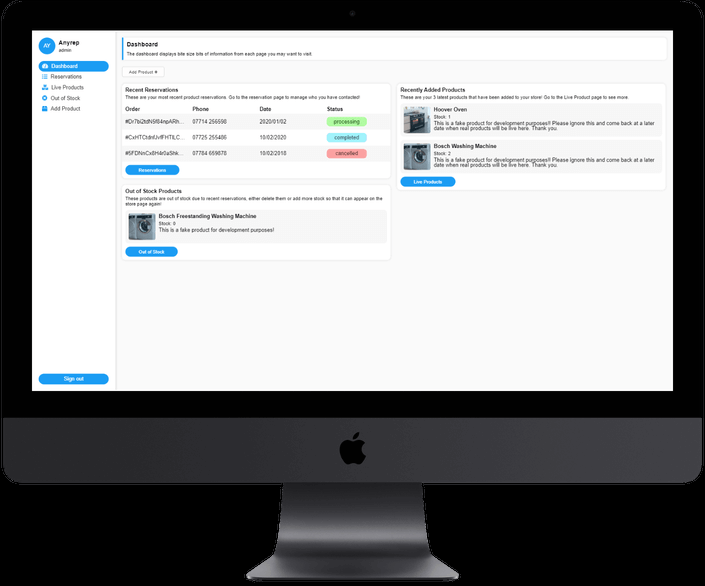 AY
Anyrep
admin
Dashboard
Reservations
Live Products
Out of Stock
Add Product
Sign out
Dashboard
The dashboard displays bite size bits of information from each page you may want to visit.
Add Product
Recent Reservations
These are your most recent product reservations. Go to the reservation page to manage who you have contacted!
Order Phone Date Status
07714 256598 2020/01/02 processing
07725 255486 10/02/2020 completed
07784 659878 10/02/2018 cancelled
Reservations
Out of Stock Products
These products are out of stock due to recent reservations, either delete them or add more stock so that it can appear on the
store page again!
Bosch Freestanding Washing Machine
Stock: 0
This is a fake product for development purposes!
Out of Stock
Recently Added Products
These are your 3 latest products that have been added to your store! Go to the Live Product page to see more.
Hoover Oven
Stock: 1
This is a fake product for development purposes!! Please ignore this and come back at a later
date when real products will be live here. Thank you.
Bosch Washing Machine
Stock: 2
This is a fake product for development purposes!! Please ignore this and come back at a later
date when real products will be live here. Thank you.
Live Products